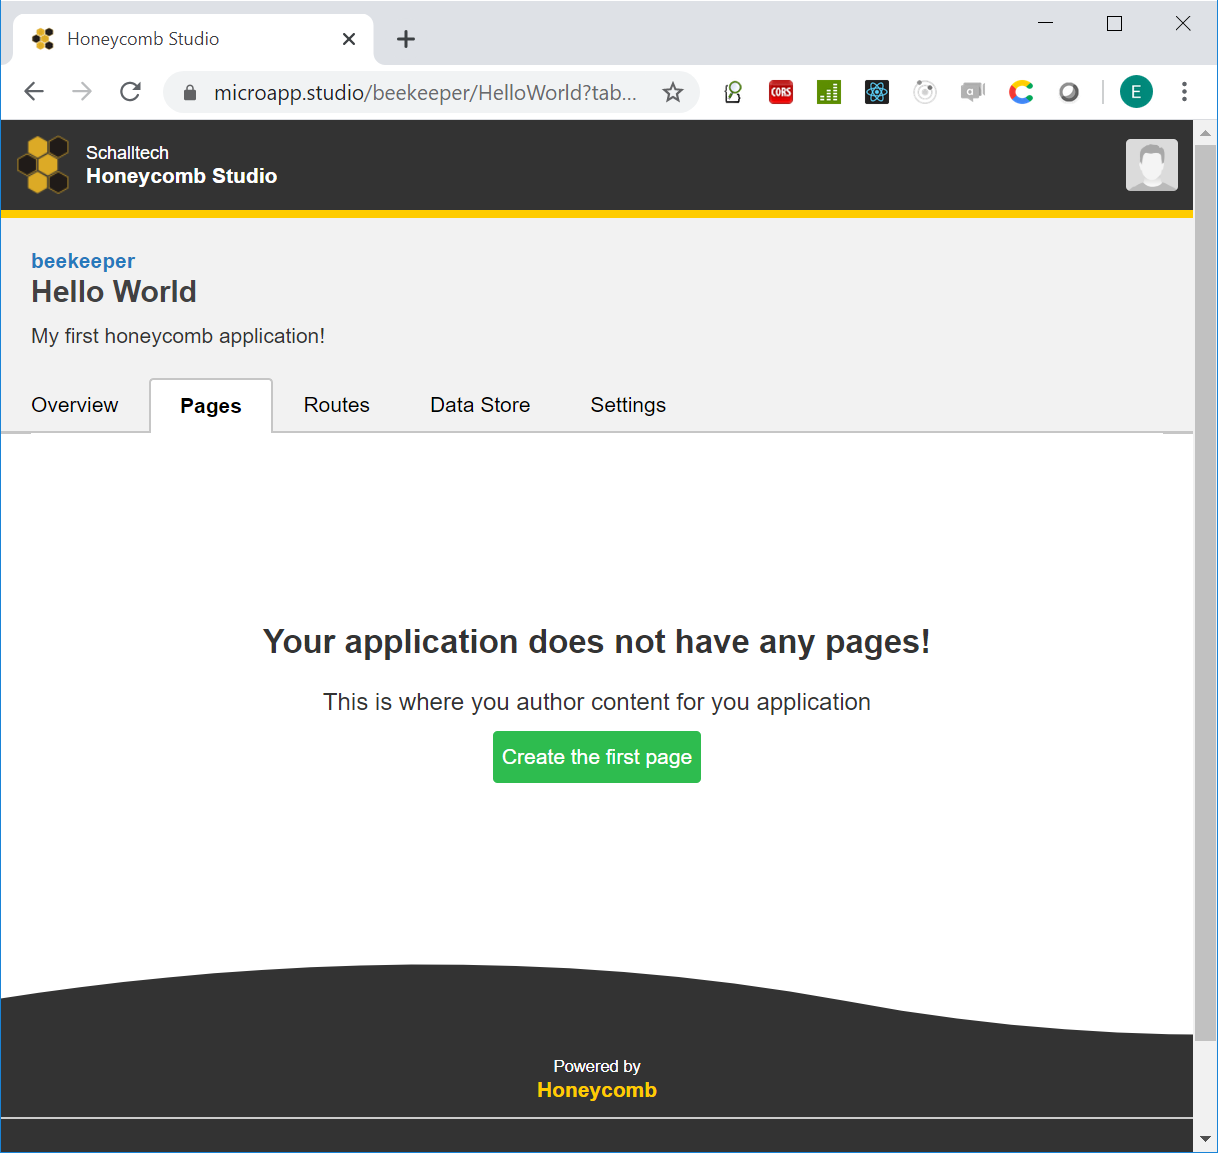 Honeycomb Studio
microapp.studio/beekeeper/HelloWorld?tab...
CORS
a
E
Schalltech
Honeycomb Studio
beekeeper
Hello World
My first honeycomb application!
Overview
Pages
Routes
Data Store
Settings
Your application does not have any pages!
This is where you author content for you application
Create the first page
Powered by
Honeycomb